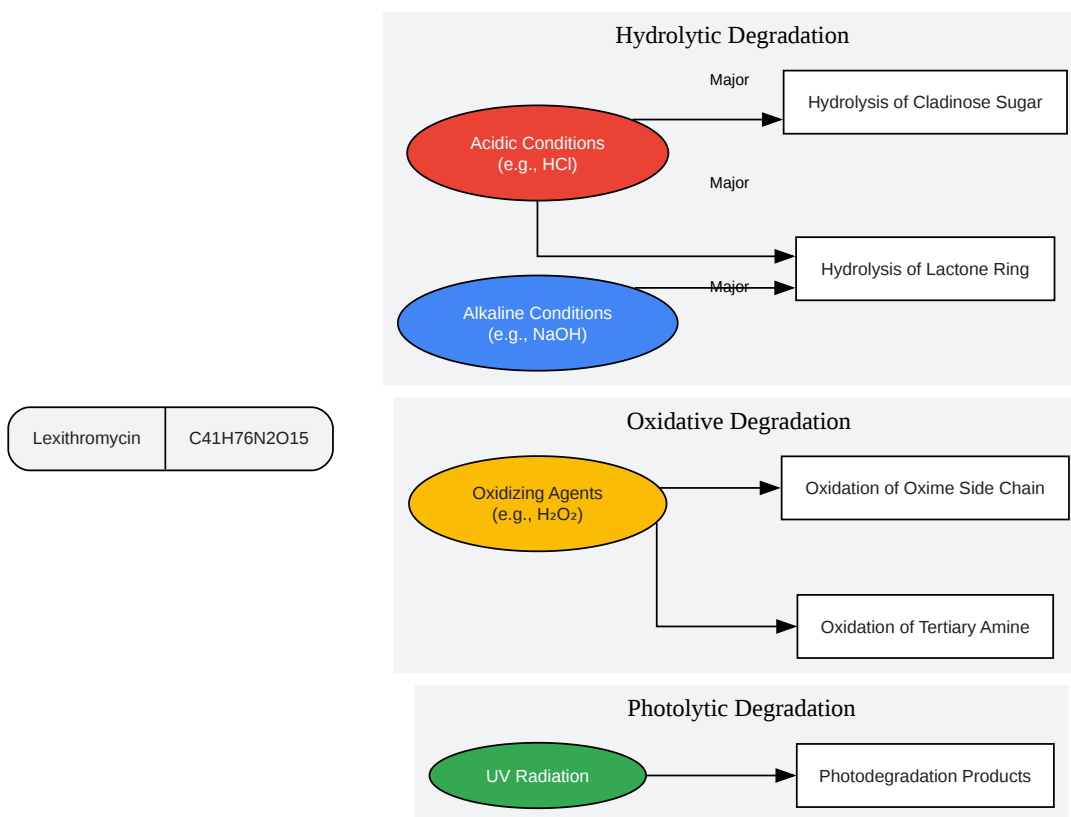 Hydrolytic Degradation
Major
Hydrolysis of Cladinose Sugar
Acidic Conditions
(e.g., HCl)
Major
Hydrolysis of Lactone Ring
Major
Alkaline Conditions
(e.g., NaOH)
Lexithromycin
C41H76N2O15
Oxidative Degradation
Oxidizing Agents
(e.g., H₂O₂)
Oxidation of Oxime Side Chain
Oxidation of Tertiary Amine
Photolytic Degradation
UV Radiation
Photodegradation Products